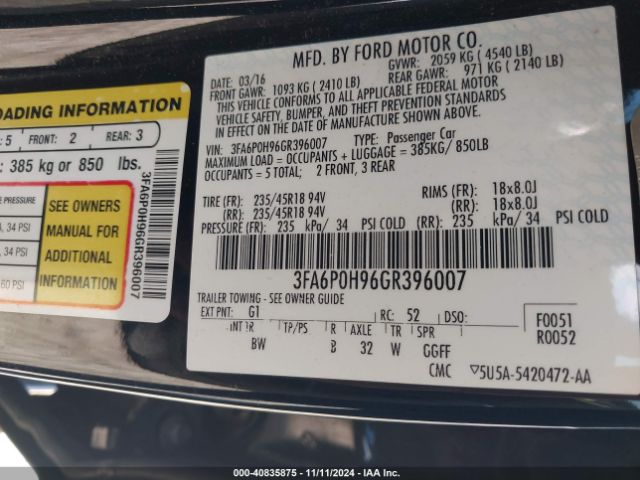 OADING INFORMATION
: 5 FRONT: 2 REAR: 3
: 385 kg or 850 lbs.
PRESSURE
, 34 PSI
, 34 PSI
60 PSI
SEE OWNERS
MANUAL FOR
ADDITIONAL
INFORMATION
3FA6P0H96GR396007
MFD. BY FORD MOTOR CO.
DATE: 03/16 GVWR: 2059 KG ( 4540 LB)
FRONT GAWR: 1093 KG ( 2410 LB) REAR GAWR: 971 KG ( 2140 LB)
THIS VEHICLE CONFORMS TO ALL APPLICABLE FEDERAL MOTOR
VEHICLE SAFETY, BUMPER, AND THEFT PREVENTION STANDARDS
IN EFFECT ON THE DATE OF MANUFACTURE SHOWN ABOVE.
VIN: 3FA6P0H96GR396007 TYPE: Passenger Car
MAXIMUM LOAD = OCCUPANTS + LUGGAGE = 385KG/ 850LB
OCCUPANTS = 5 TOTAL; 2 FRONT, 3 REAR
TIRE (FR): 235/45R18 94V RIMS (FR): 18x8.0J
(RR): 235/45R18 94V (RR): 18x8.0J
PRESSURE (FR): 235 kPa/ 34 PSI COLD (RR): 235 kPa/ 34 PSI COLD
3FA6P0H96GR396007
TRAILER TOWING - SEE OWNER GUIDE
EXT PNT: G1 RC: 52 DSO: F0051
INT TR TP/PS R AXLE TR SPR R0052
BW B 32 W GGFF
CMC ▽5U5A-5420472-AA
COPART: 000-40835875 - 11/11/2024 - IAA Inc.